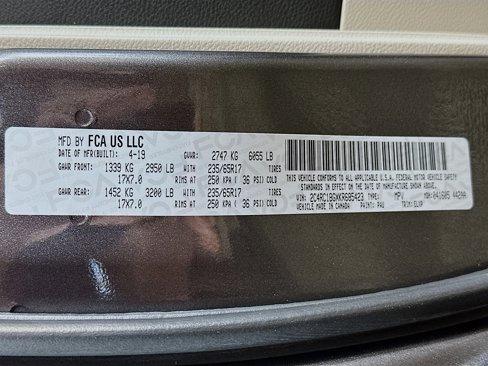 MFD BY FCA US LLC
DATE OF MFR(BUILT): 4-19 GVWR: 2747 KG 6055 LB
GAWR FRONT: 1339 KG 2950 LB WITH 235/65R17 TIRES
17X7.0 RIMS AT 250 KPA ( 36 PSI) COLD
GAWR REAR: 1452 KG 3200 LB WITH 235/65R17 TIRES
17X7.0 RIMS AT 250 KPA ( 36 PSI) COLD
THIS VEHICLE CONFORMS TO ALL APPLICABLE U.S.A. FEDERAL MOTOR VEHICLE SAFETY
STANDARDS IN EFFECT ON THE DATE OF MANUFACTURE SHOWN ABOVE.
VIN: TYPE: MPV MDH: 041605
VEHICLE MADE IN CANADA PAINT: PAU TRIM: ELXP